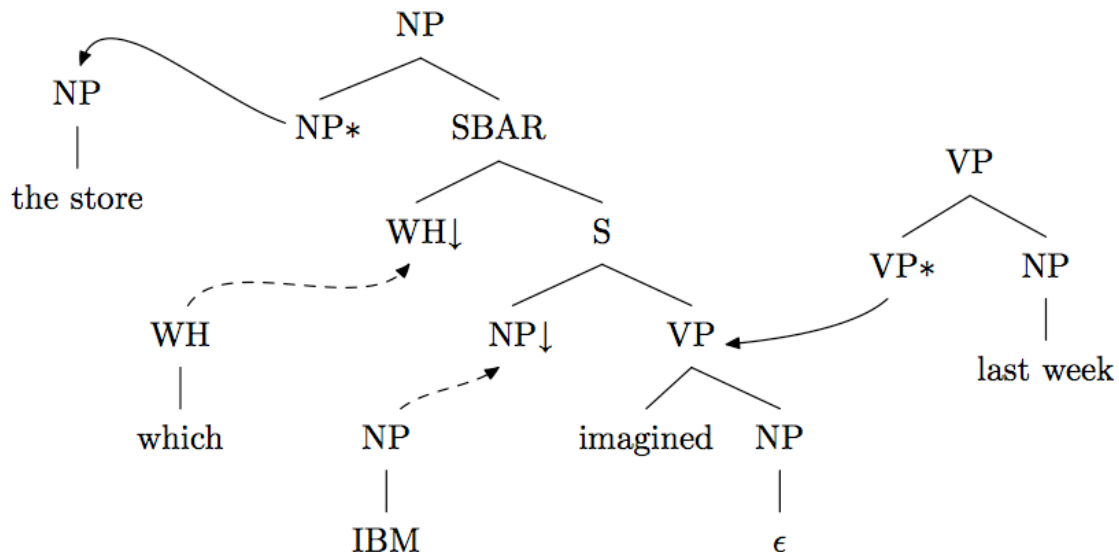 NP
NP
NP* SBAR
VP
the store
WH↓ S
VP* NP
WH NP↓ VP
last week
which NP imagined NP
IBM ϵ